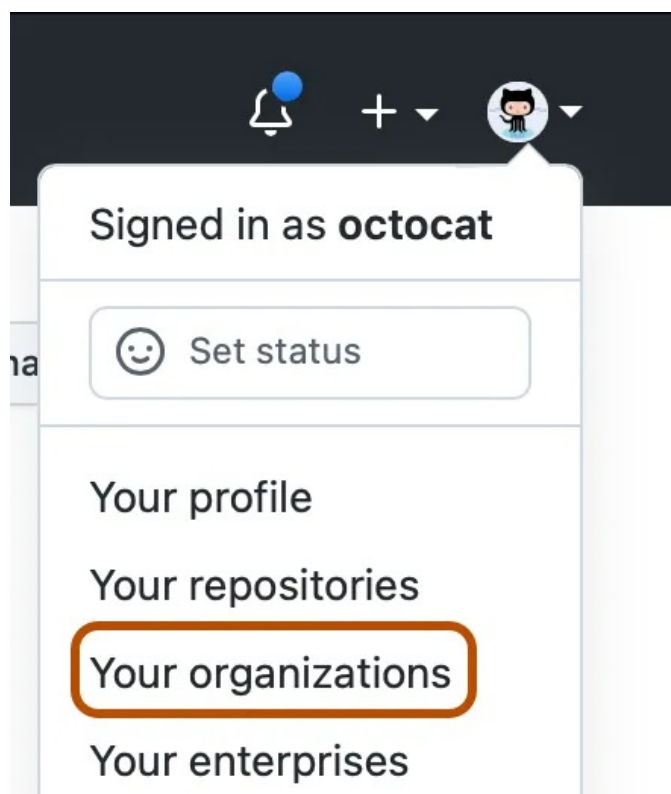 Signed in as octocat
Set status
Your profile
Your repositories
Your organizations
Your enterprises